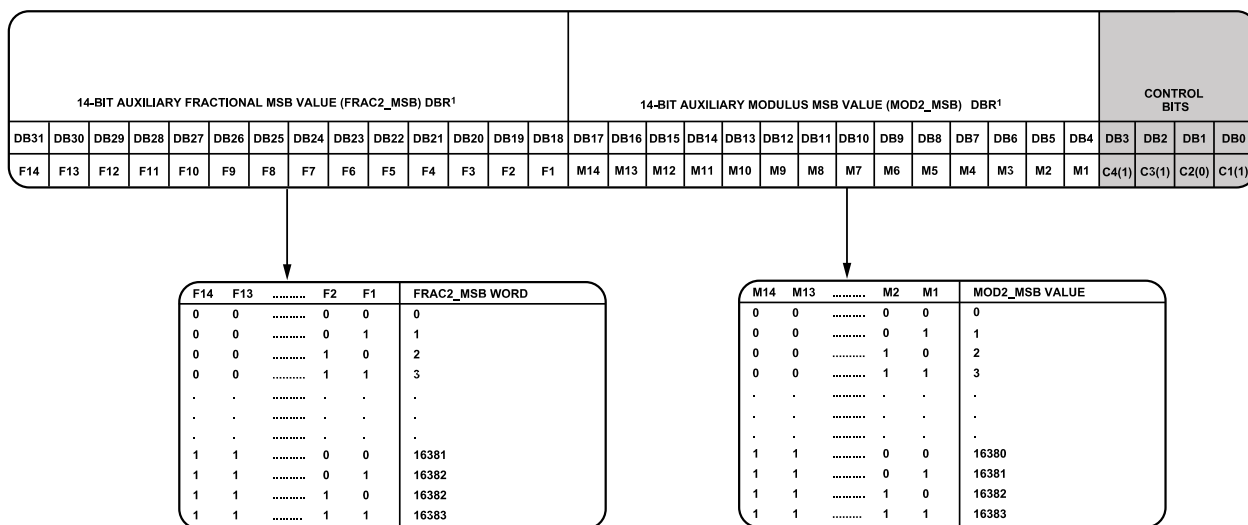 14-BIT AUXILIARY FRACTIONAL MSB VALUE (FRAC2_MSB) DBR1 14-BIT AUXILIARY MODULUS MSB VALUE (MOD2_MSB) DBR1 CONTROL BITS
DB31 DB30 DB29 DB28 DB27 DB26 DB25 DB24 DB23 DB22 DB21 DB20 DB19 DB18 DB17 DB16 DB15 DB14 DB13 DB12 DB11 DB10 DB9 DB8 DB7 DB6 DB5 DB4 DB3 DB2 DB1 DB0
F14 F13 F12 F11 F10 F9 F8 F7 F6 F5 F4 F3 F2 F1 M14 M13 M12 M11 M10 M9 M8 M7 M6 M5 M4 M3 M2 M1 C4(1) C3(1) C2(0) C1(1)
F14 F13 .......... F2 F1 FRAC2_MSB WORD
0 0 .......... 0 0 0
0 0 .......... 0 1 1
0 0 .......... 1 0 2
0 0 .......... 1 1 3
. . .......... . . .
. . .......... . . .
. . .......... . . .
1 1 .......... 0 0 16381
1 1 .......... 0 1 16382
1 1 .......... 1 0 16382
1 1 .......... 1 1 16383
M14 M13 .......... M2 M1 MOD2_MSB VALUE
0 0 .......... 0 0 0
0 0 .......... 0 1 1
0 0 .......... 1 0 2
0 0 .......... 1 1 3
. . .......... . . .
. . .......... . . .
. . .......... . . .
1 1 .......... 0 0 16380
1 1 .......... 0 1 16381
1 1 .......... 1 0 16382
1 1 .......... 1 1 16383